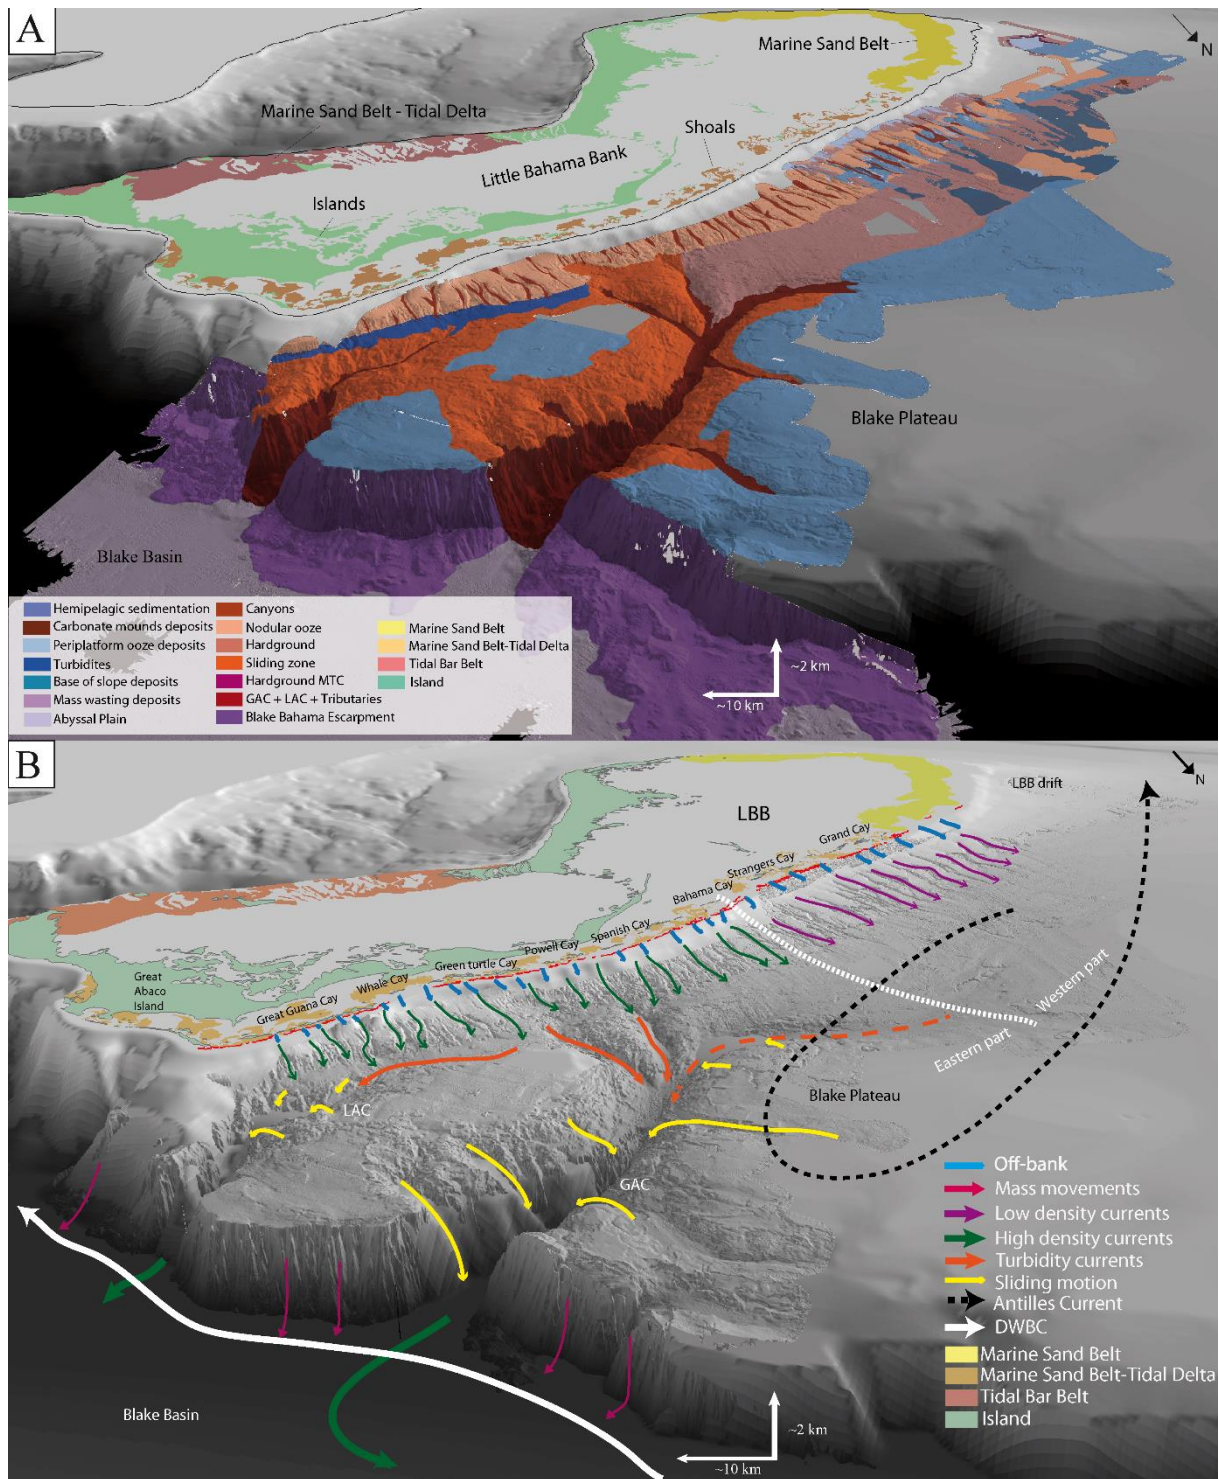 A
N
Marine Sand Belt
Marine Sand Belt - Tidal Delta
Shoals
Little Bahama Bank
Islands
Blake Plateau
Blake Basin
Hemipelagic sedimentation
Carbonate mounds deposits
Periplatform ooze deposits
Turbidites
Base of slope deposits
Mass wasting deposits
Abyssal Plain
Canyons
Nodular ooze
Hardground
Sliding zone
Hardground MTC
GAC + LAC + Tributaries
Blake Bahama Escarpment
Marine Sand Belt
Marine Sand Belt-Tidal Delta
Tidal Bar Belt
Island
~2 km
~10 km
B
N
LBB drift
LBB
Grand Cay
Strangers Cay
Bahama Cay
Spanish Cay
Powell Cay
Green turtle Cay
Whale Cay
Great Guana Cay
Great
Abaco
Island
Western part
Eastern part
Blake Plateau
LAC
GAC
Off-bank
Mass movements
Low density currents
High density currents
Turbidity currents
Sliding motion
Antilles Current
DWBC
Marine Sand Belt
Marine Sand Belt-Tidal Delta
Tidal Bar Belt
Island
Blake Basin
~2 km
~10 km